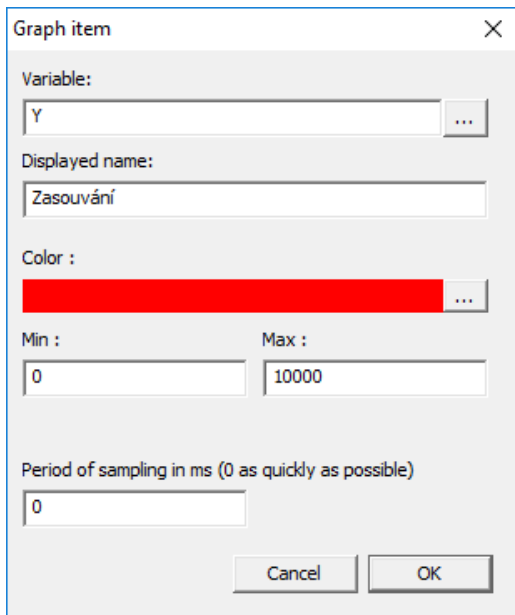 Graph item
Variable:
Y
...
Displayed name:
Zasouvání
Color :
...
Min :
Max :
0
10000
Period of sampling in ms (0 as quickly as possible)
0
Cancel
OK